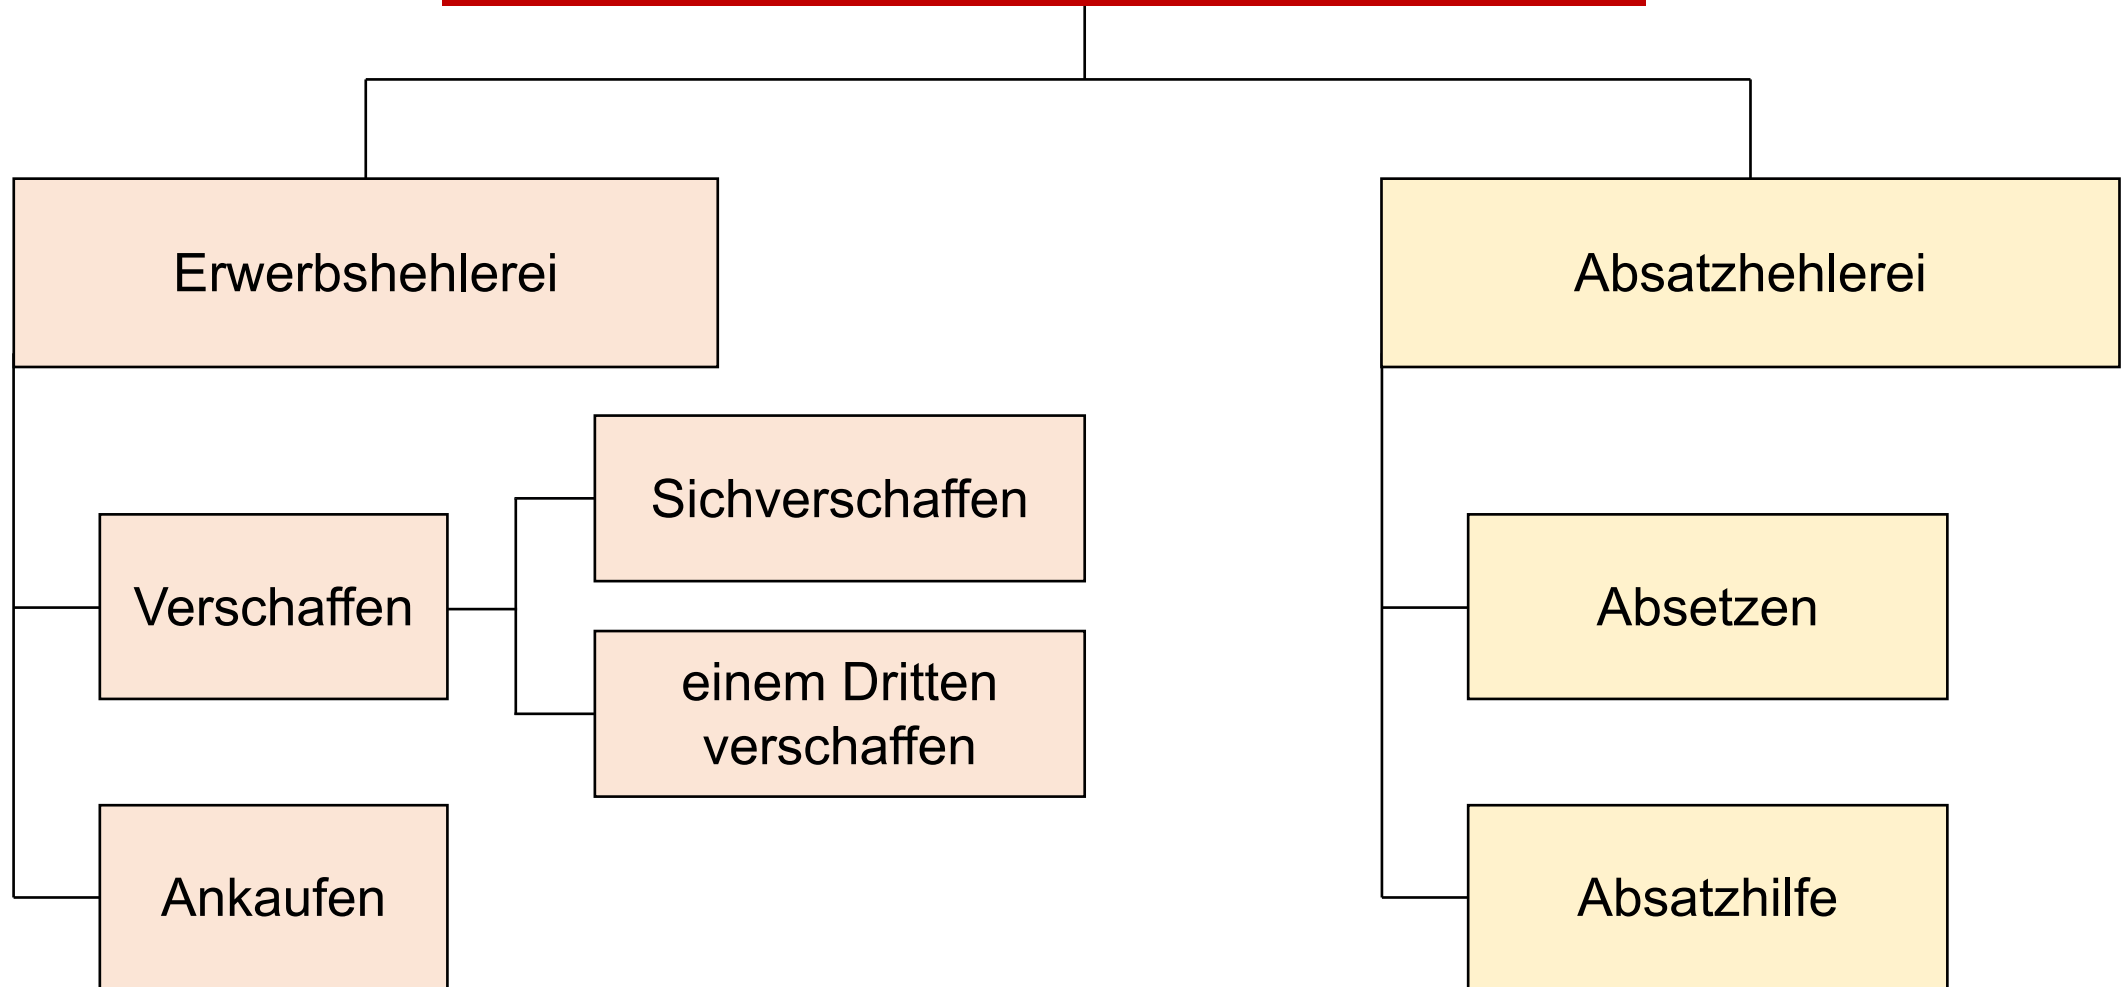 Erwerbshehlerei
Absatzhehlerei
Sichverschaffen
Verschaffen
einem Dritten
verschaffen
Ankaufen
Absetzen
Absatzhilfe